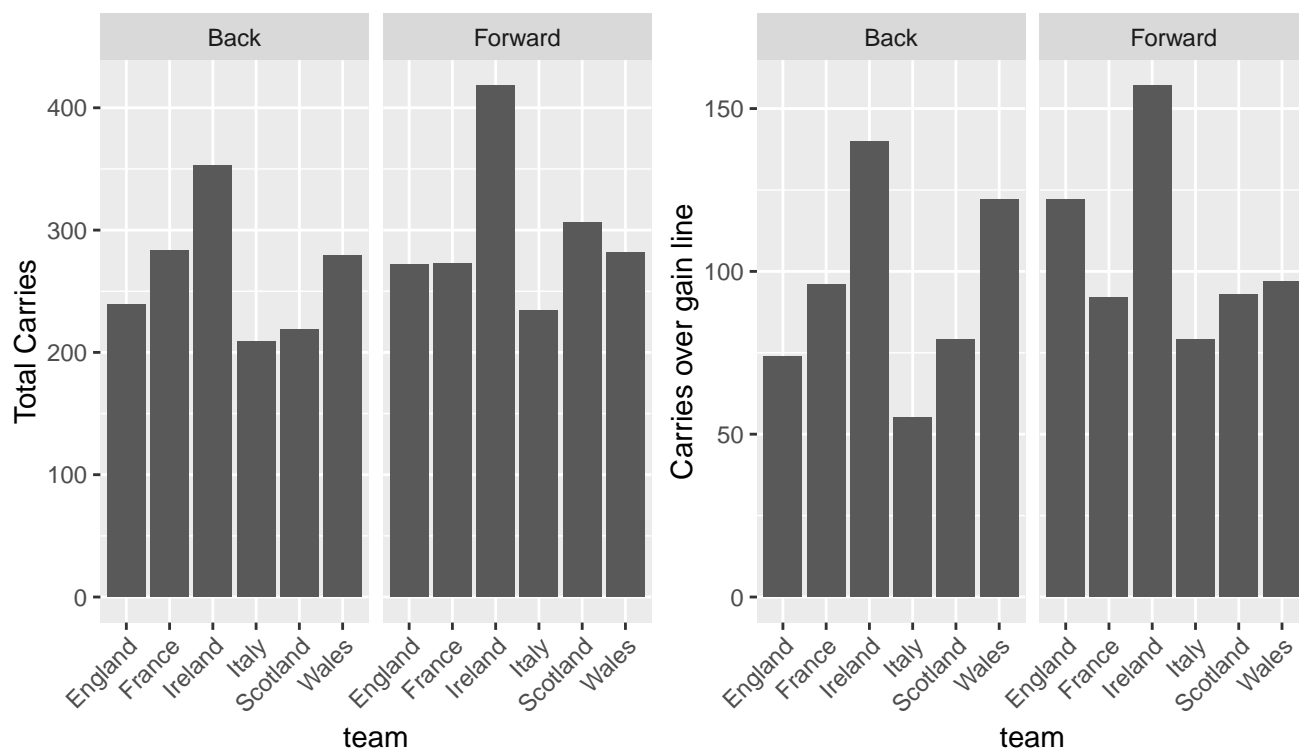 Back
Forward
Total Carries
400
300
200
100
0
England
France
Ireland
Italy
Scotland
Wales
England
France
Ireland
Italy
Scotland
Wales
team
Back
Forward
Carries over gain line
150
100
50
0
England
France
Ireland
Italy
Scotland
Wales
England
France
Ireland
Italy
Scotland
Wales
team